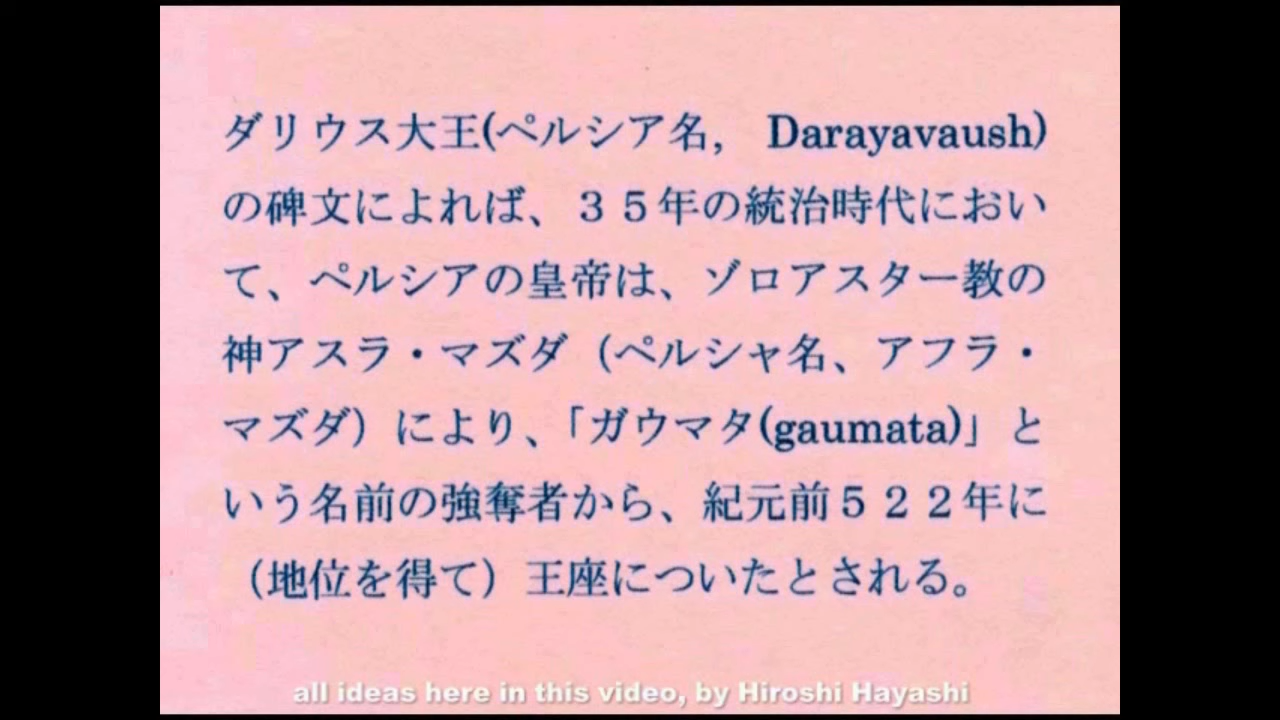 ダリウス大王(ペルシア名, Darayavaush)
の碑文によれば、３５年の統治時代におい
て、ペルシアの皇帝は、ゾロアスター教の
神アスラ・マズダ（ペルシャ名、アフラ・
マズダ）により、「ガウマタ(gaumata)」と
いう名前の強奪者から、紀元前５２２年に
（地位を得て）王座についたとされる。
all ideas here in this video, by Hiroshi Hayashi